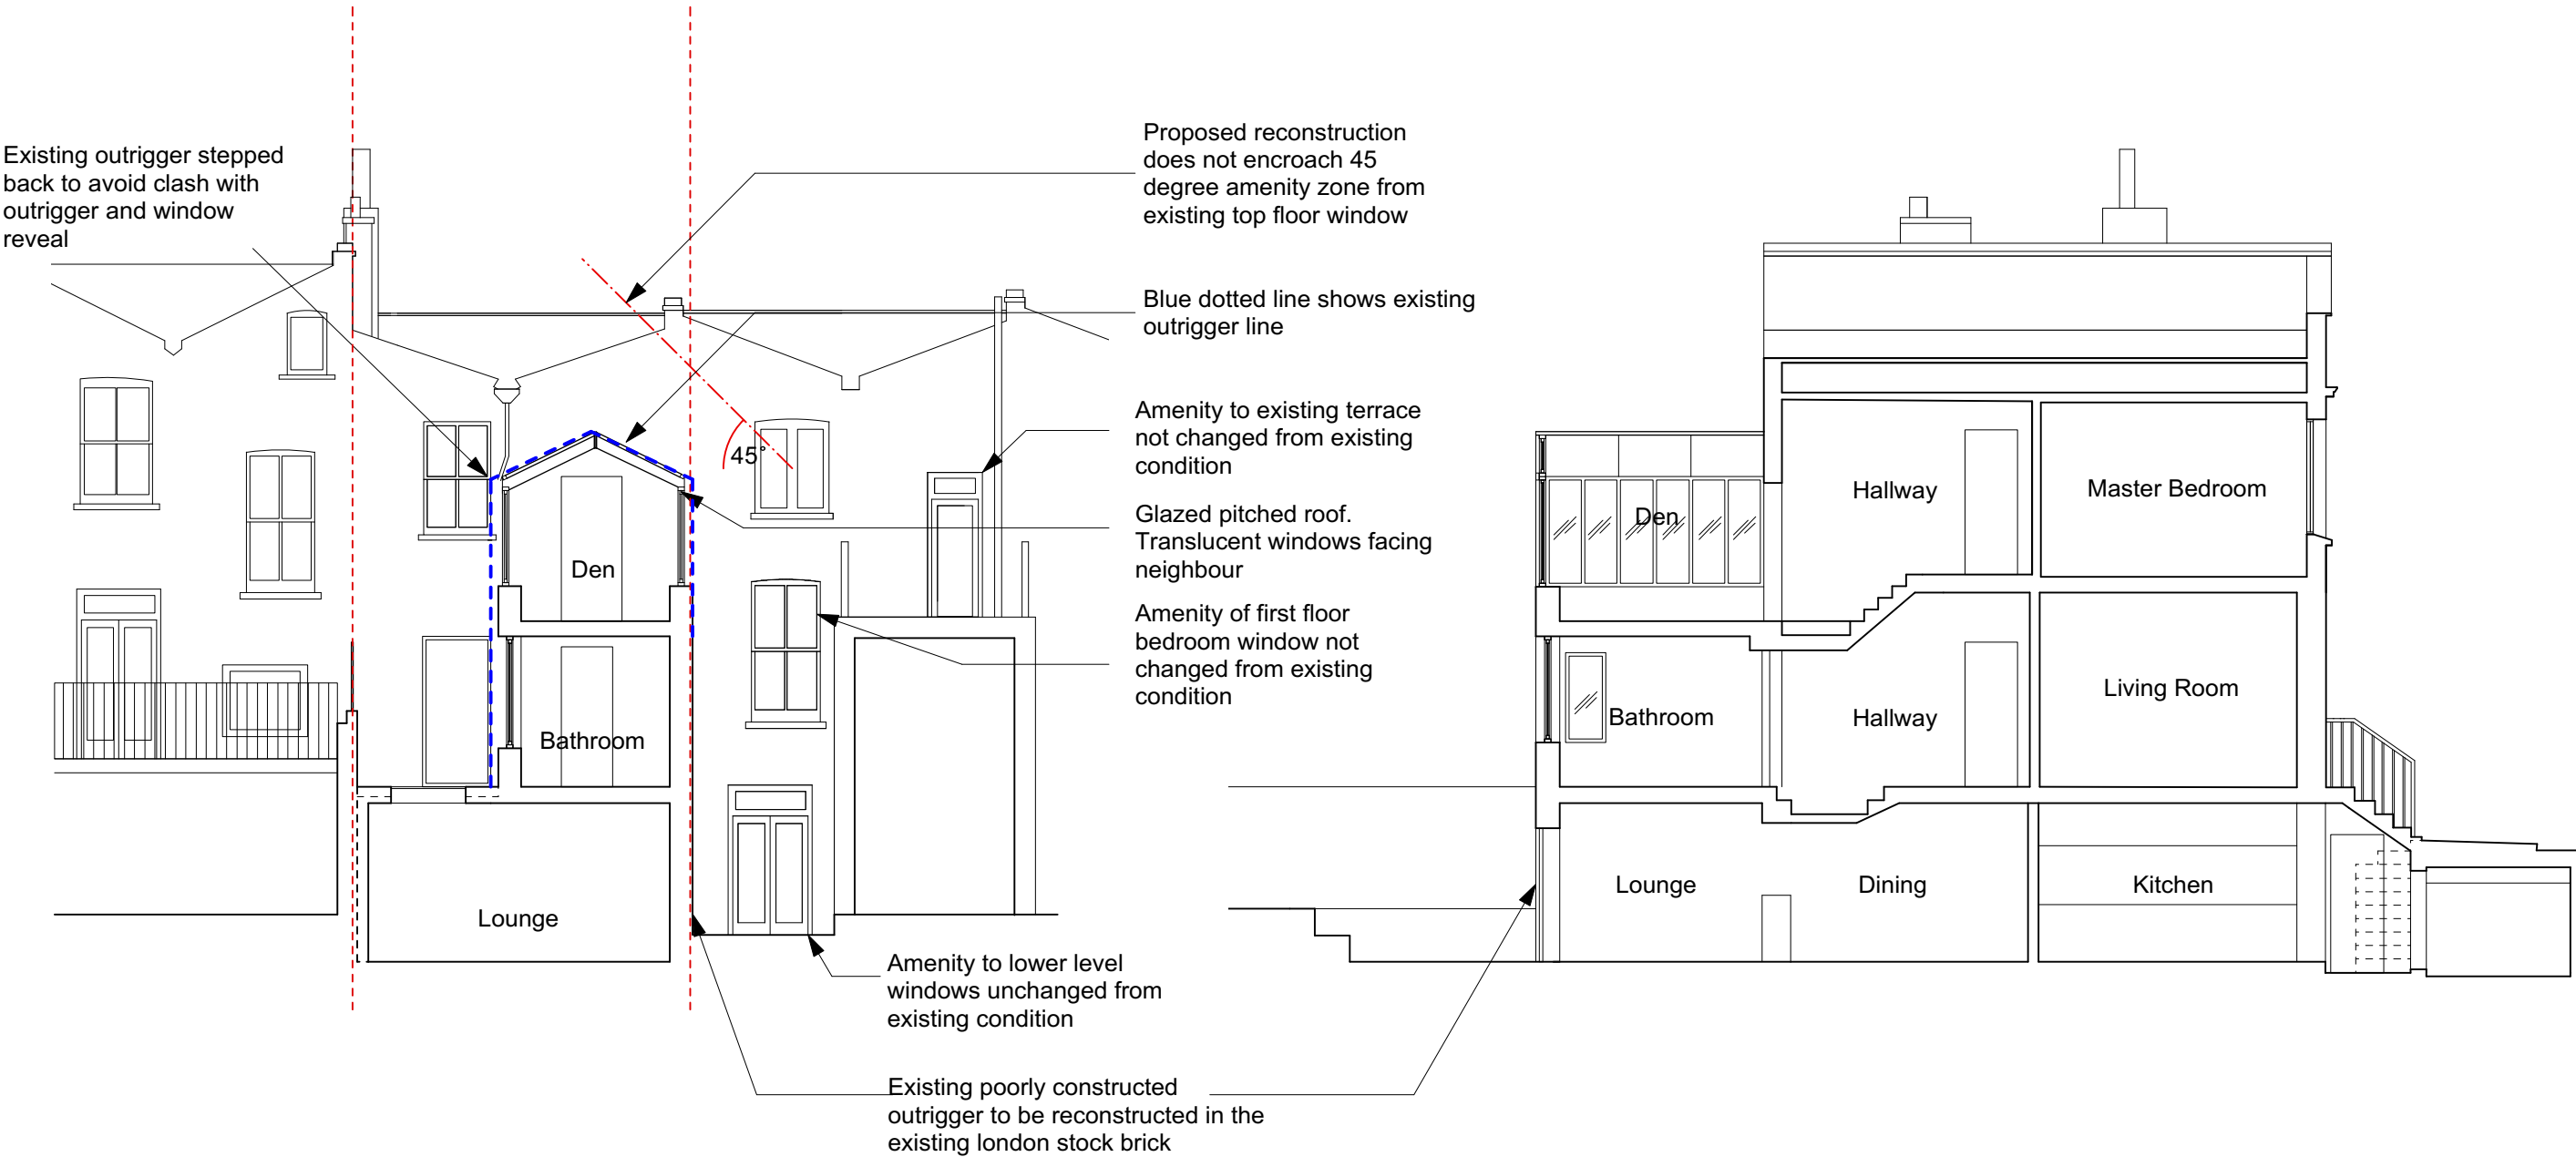 Existing outrigger stepped
back to avoid clash with
outrigger and window
reveal
Proposed reconstruction
does not encroach 45
degree amenity zone from
existing top floor window
Blue dotted line shows existing
outrigger line
Amenity to existing terrace
not changed from existing
condition
45°
Glazed pitched roof.
Translucent windows facing
neighbour
Amenity of first floor
bedroom window not
changed from existing
condition
Den
Bathroom
Lounge
Amenity to lower level
windows unchanged from
existing condition
Existing poorly constructed
outrigger to be reconstructed in the
existing london stock brick
Den
Hallway
Master Bedroom
Bathroom
Hallway
Living Room
Lounge
Dining
Kitchen